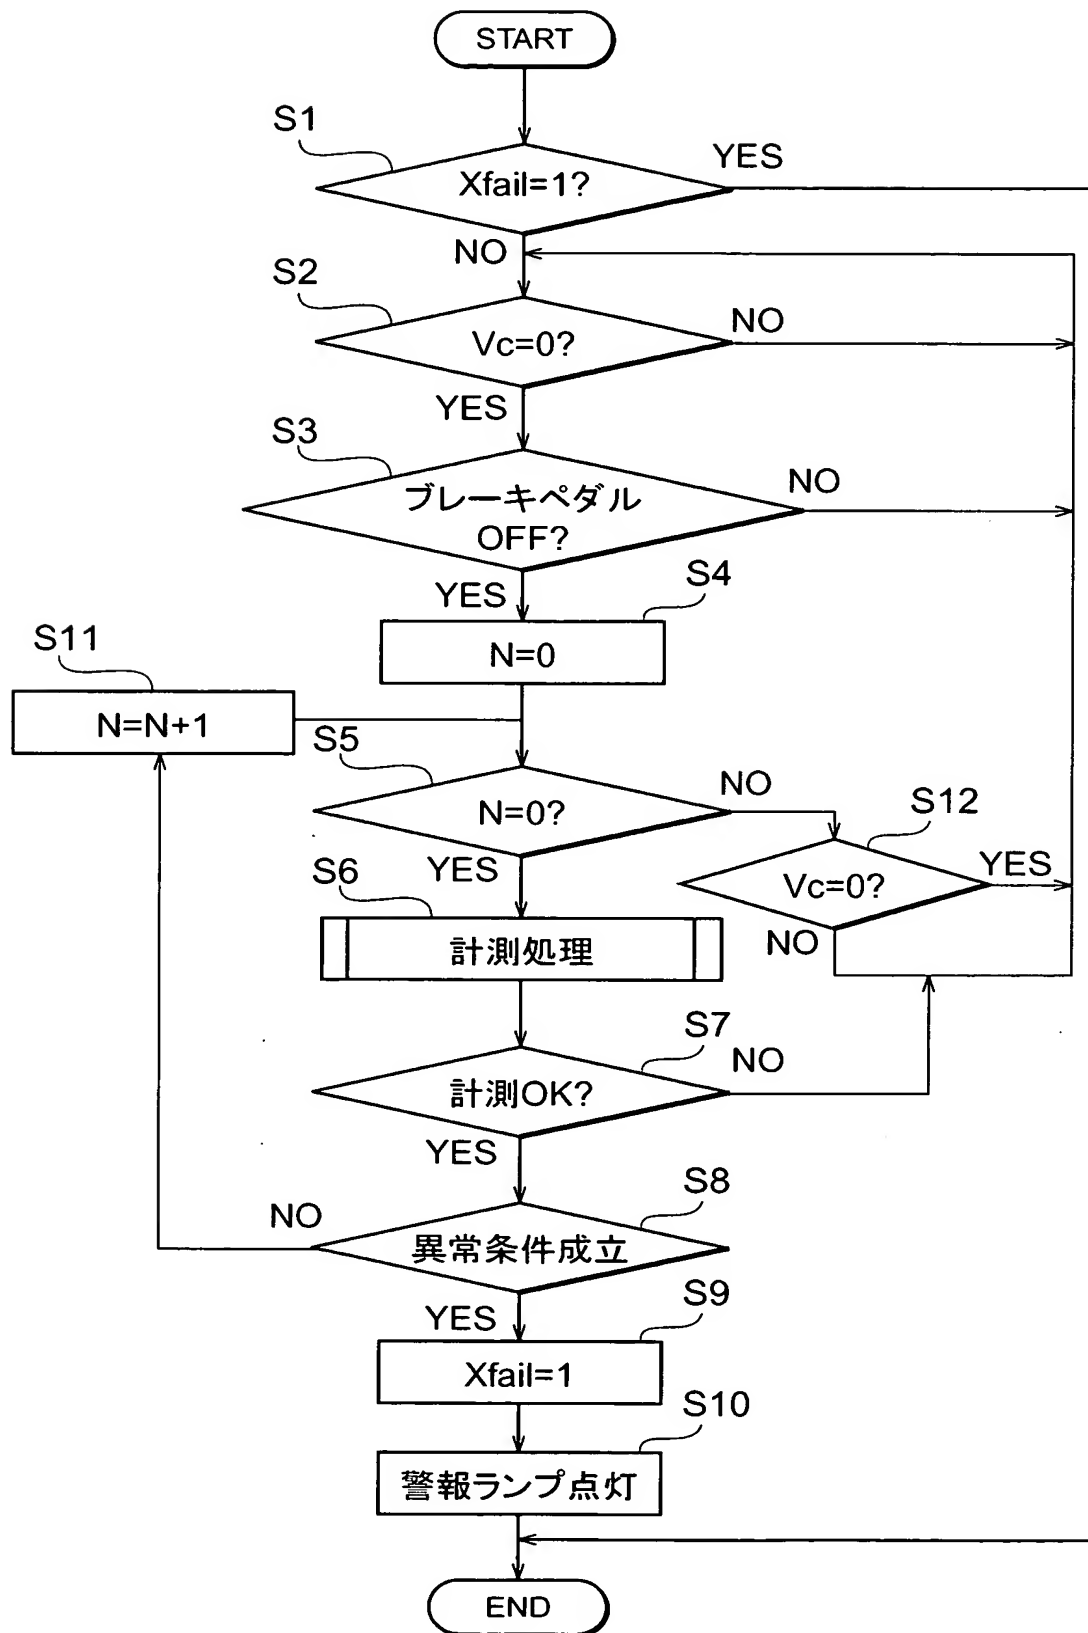 START
S1
Xfail=1?
YES
NO
S2
Vc=0?
NO
YES
S3
ブレーキペダル
OFF?
NO
YES
S4
N=0
S11
N=N+1
S5
N=0?
NO
YES
S12
Vc=0?
YES
NO
S6
計測処理
S7
計測OK?
NO
YES
S8
異常条件成立
NO
YES
S9
Xfail=1
S10
警報ランプ点灯
END